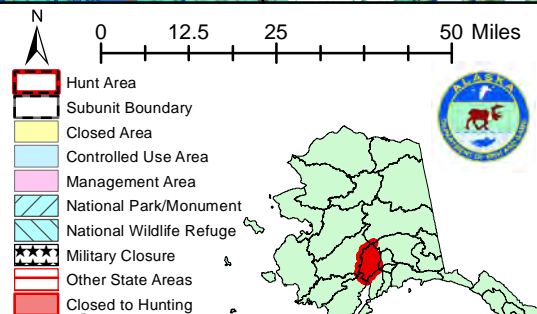 N
0 12.5 25 50 Miles
Hunt Area
Subunit Boundary
Closed Area
Controlled Use Area
Management Area
National Park/Monument
National Wildlife Refuge
Military Closure
Other State Areas
Closed to Hunting
ALASKA